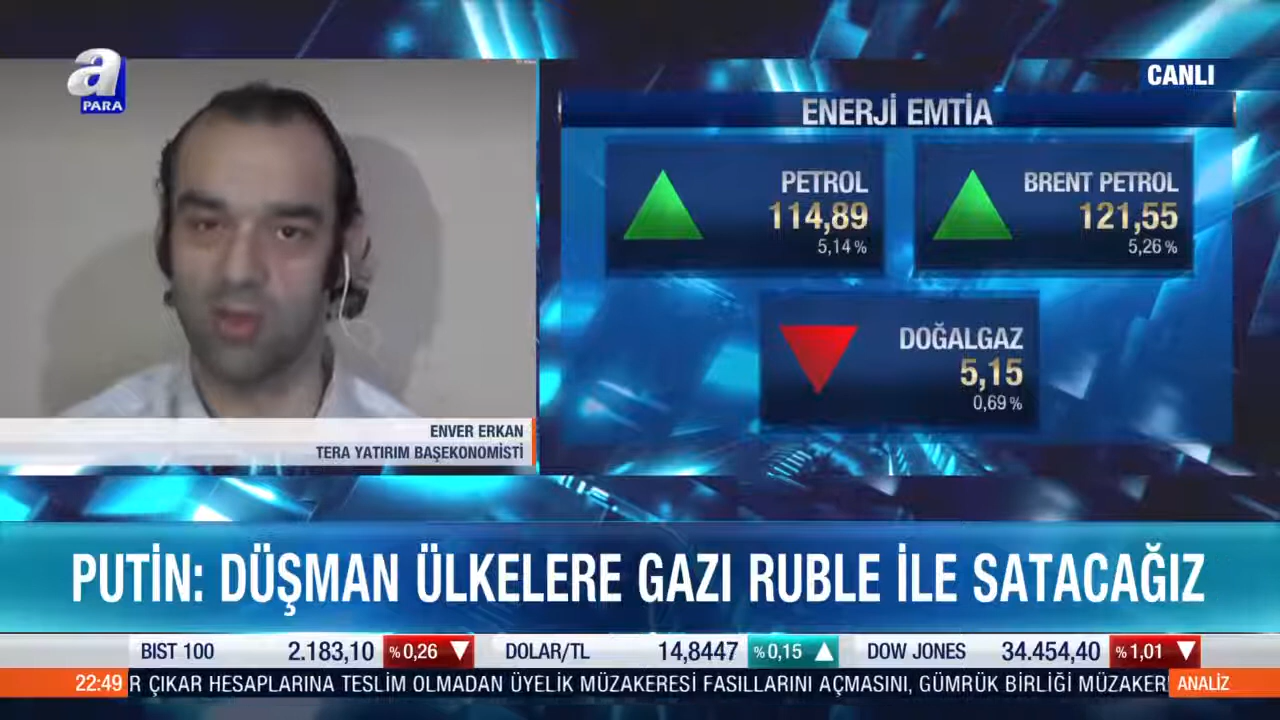 a
PARA
CANLI
ENERJİ EMTİA
PETROL
114,89
5,14 %
BRENT PETROL
121,55
5,26 %
DOĞALGAZ
5,15
0,69 %
ENVER ERKAN
TERA YATIRIM BAŞEKONOMİSTİ
PUTİN: DÜŞMAN ÜLKELERE GAZI RUBLE İLE SATACAĞIZ
BIST 100 2.183,10 %0,26 DOLAR/TL 14,8447 %0,15 DOW JONES 34.454,40 %1,01
22:49 R ÇIKAR HESAPLARINA TESLİM OLMADAN ÜYELİK MÜZAKERESİ FASILLARINI AÇMASINI, GÜMRÜK BİRLİĞİ MÜZAKER ANALİZ